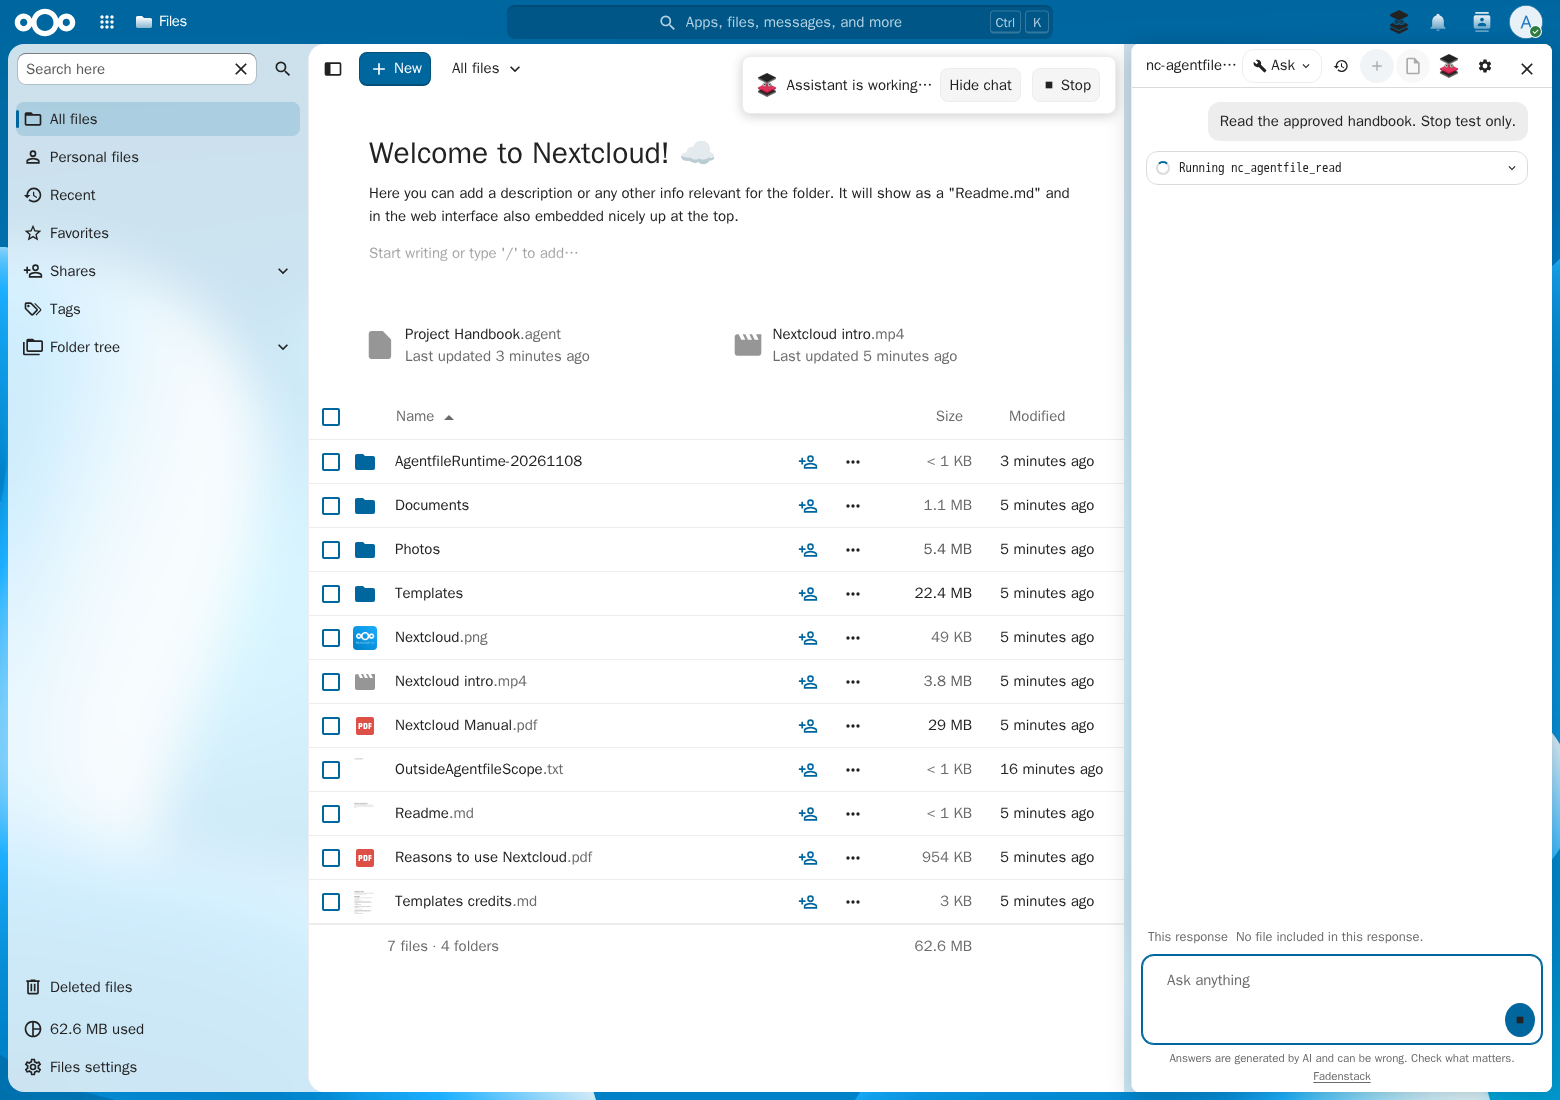 Files
Apps, files, messages, and more
Ctrl
K
A
Search here
All files
Personal files
Recent
Favorites
Shares
Tags
Folder tree
Deleted files
62.6 MB used
Files settings
New
All files
Assistant is working…
Hide chat
Stop
Welcome to Nextcloud! ☁️
Here you can add a description or any other info relevant for the folder. It will show as a "Readme.md" and
in the web interface also embedded nicely up at the top.
Start writing or type '/' to add…
Project Handbook.agent
Last updated 3 minutes ago
Nextcloud intro.mp4
Last updated 5 minutes ago
Name Size Modified
AgentfileRuntime-20261108 < 1 KB 3 minutes ago
Documents 1.1 MB 5 minutes ago
Photos 5.4 MB 5 minutes ago
Templates 22.4 MB 5 minutes ago
Nextcloud.png 49 KB 5 minutes ago
Nextcloud intro.mp4 3.8 MB 5 minutes ago
PDF Nextcloud Manual.pdf 29 MB 5 minutes ago
OutsideAgentfileScope.txt < 1 KB 16 minutes ago
Readme.md < 1 KB 5 minutes ago
PDF Reasons to use Nextcloud.pdf 954 KB 5 minutes ago
Templates credits.md 3 KB 5 minutes ago
7 files · 4 folders 62.6 MB
nc-agentfile…
Ask
Read the approved handbook. Stop test only.
Running nc_agentfile_read
This response No file included in this response.
Ask anything
Answers are generated by AI and can be wrong. Check what matters.
Fadenstack